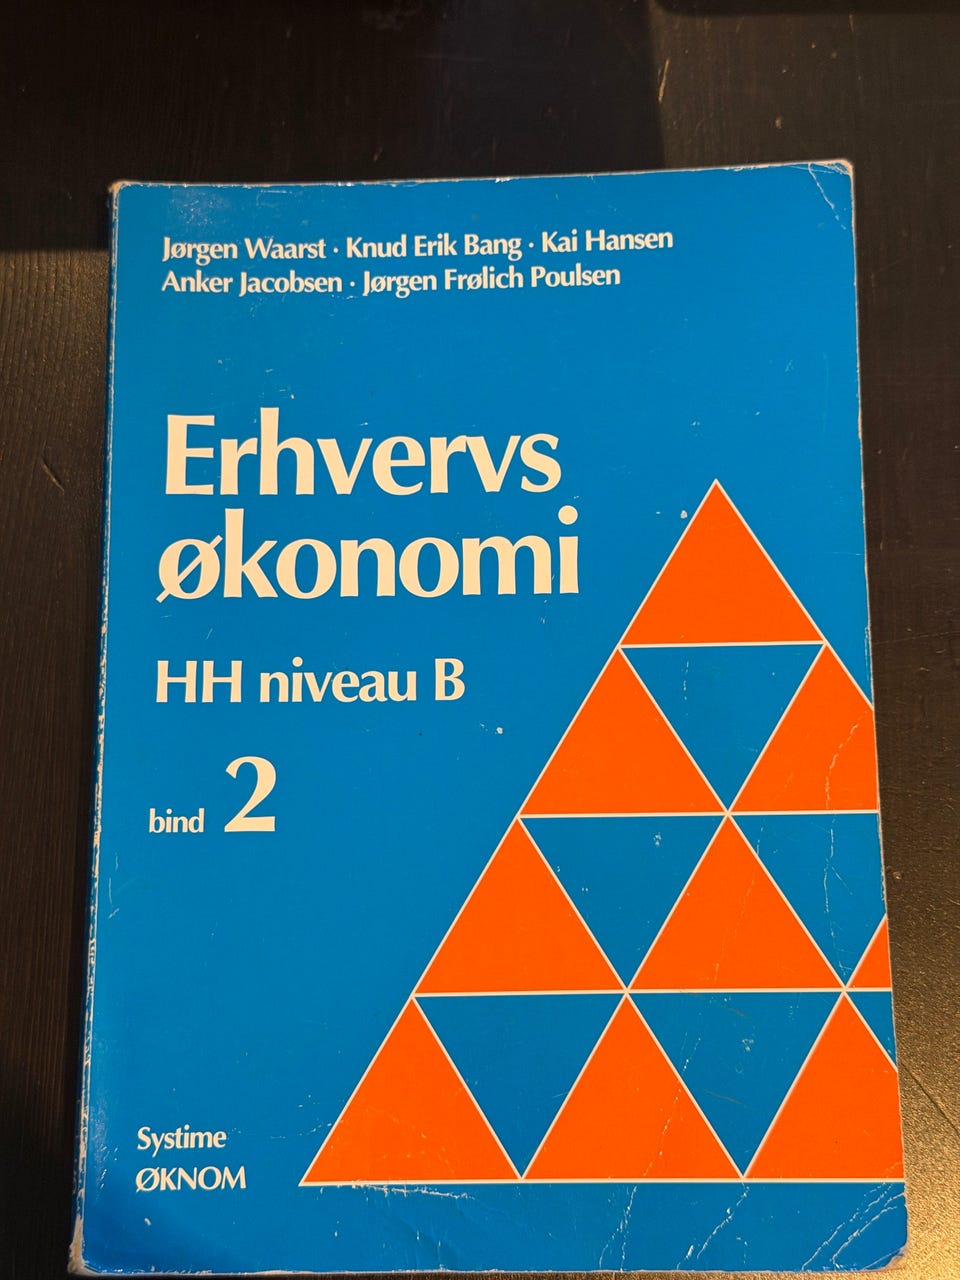 Jørgen Waarst · Knud Erik Bang · Kai Hansen
Anker Jacobsen · Jørgen Frølich Poulsen
Erhvervs
økonomi
HH niveau B
bind 2
Systime
ØKNOM